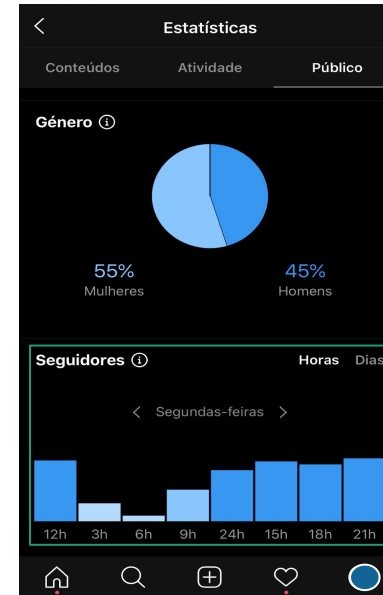 Estatísticas
Conteúdos Atividade Público
Género
55% 45%
Mulheres Homens
Seguidores Horas Dias
< Segundas-feiras >
12h 3h 6h 9h 24h 15h 18h 21h